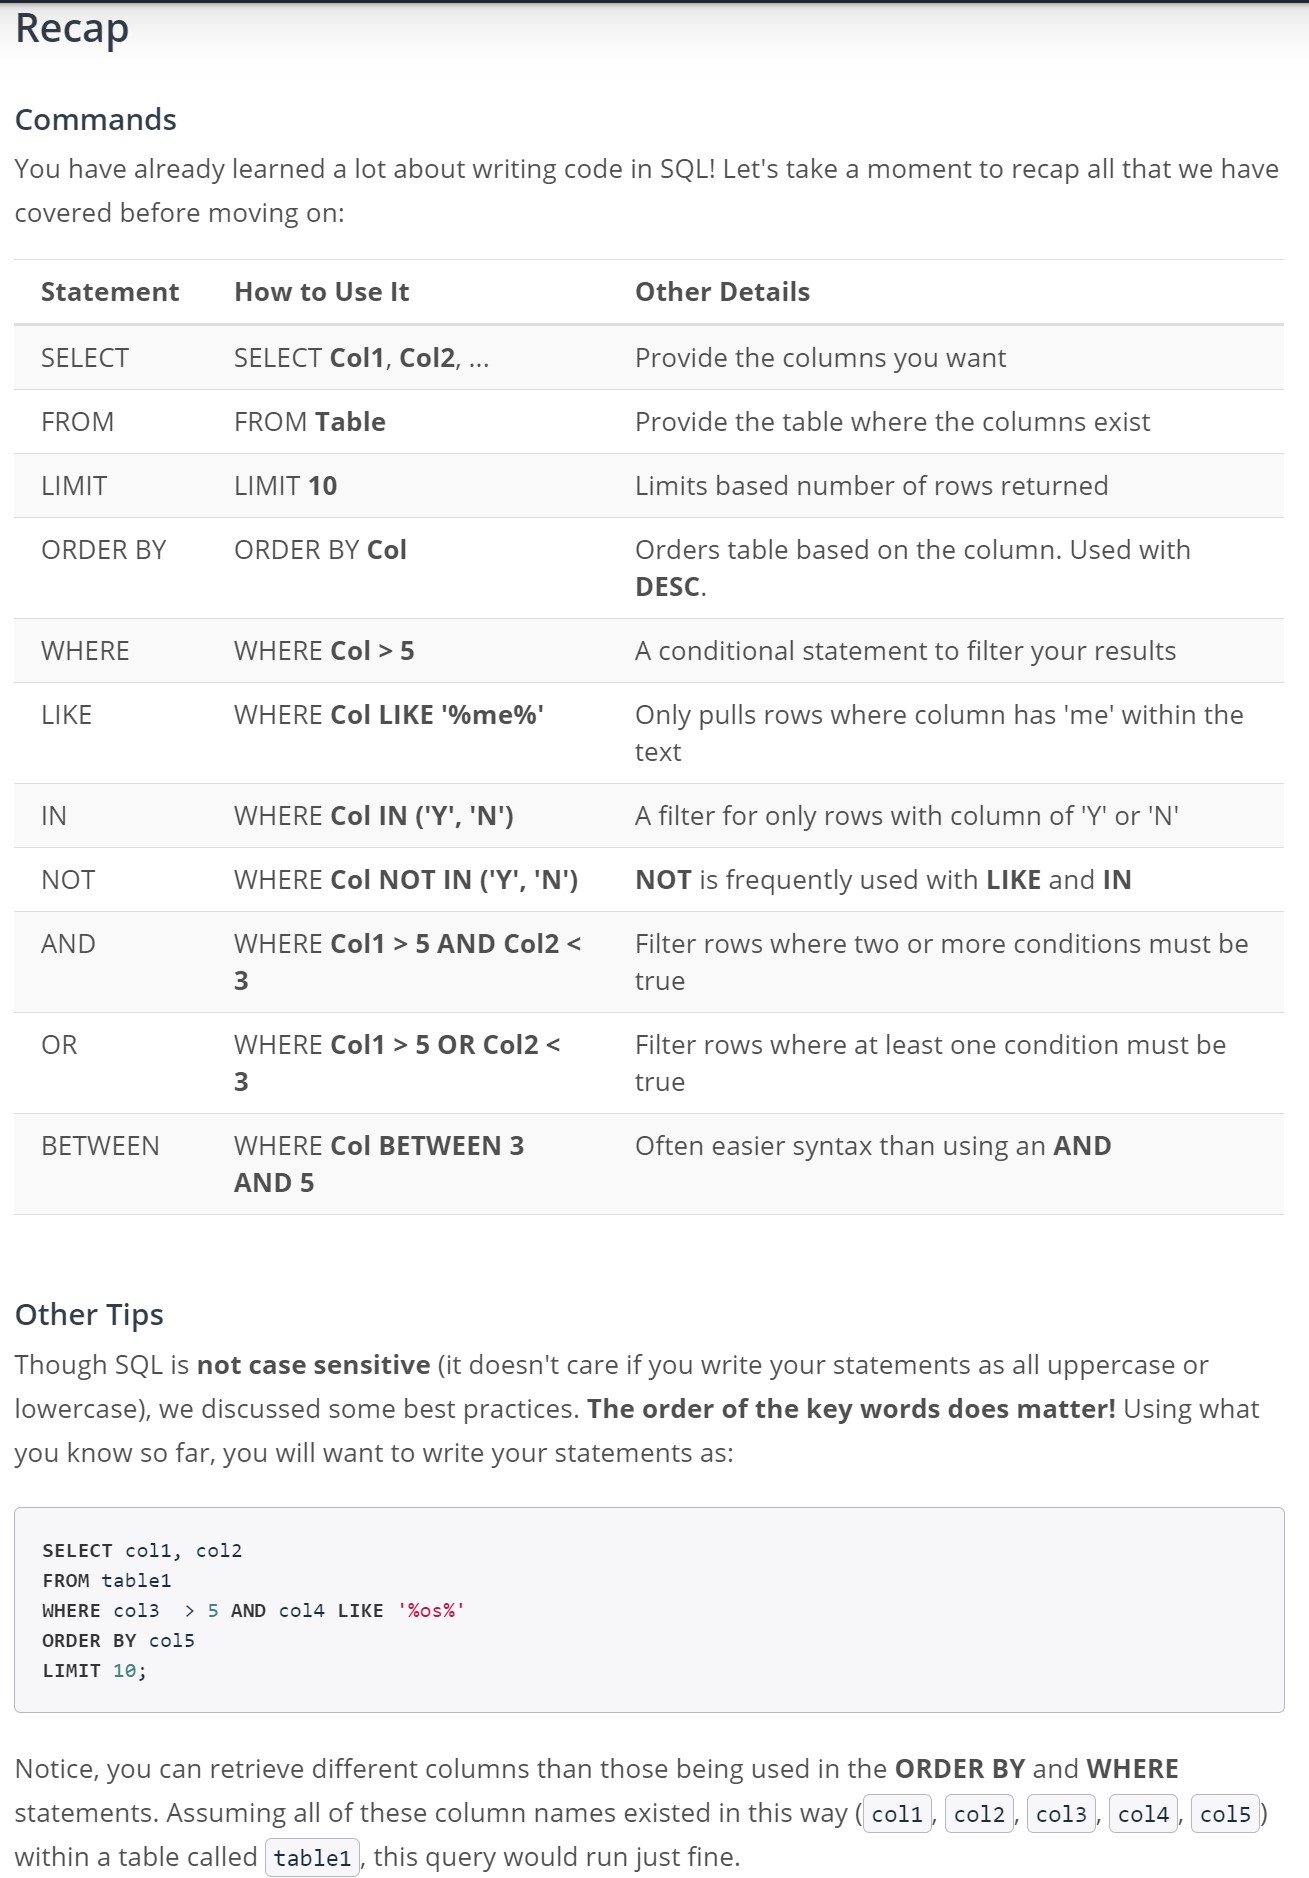 Recap
Commands
You have already learned a lot about writing code in SQL! Let's take a moment to recap all that we have
covered before moving on:
Statement How to Use It Other Details
SELECT SELECT Col1, Col2, ... Provide the columns you want
FROM FROM Table Provide the table where the columns exist
LIMIT LIMIT 10 Limits based number of rows returned
ORDER BY ORDER BY Col Orders table based on the column. Used with
DESC.
WHERE WHERE Col > 5 A conditional statement to filter your results
LIKE WHERE Col LIKE '%me%' Only pulls rows where column has 'me' within the
text
IN WHERE Col IN ('Y', 'N') A filter for only rows with column of 'Y' or 'N'
NOT WHERE Col NOT IN ('Y', 'N') NOT is frequently used with LIKE and IN
AND WHERE Col1 > 5 AND Col2 < Filter rows where two or more conditions must be
3 true
OR WHERE Col1 > 5 OR Col2 < Filter rows where at least one condition must be
3 true
BETWEEN WHERE Col BETWEEN 3 Often easier syntax than using an AND
AND 5
Other Tips
Though SQL is not case sensitive (it doesn't care if you write your statements as all uppercase or
lowercase), we discussed some best practices. The order of the key words does matter! Using what
you know so far, you will want to write your statements as:
SELECT col1, col2
FROM table1
WHERE col3  > 5 AND col4 LIKE '%os%'
ORDER BY col5
LIMIT 10;
Notice, you can retrieve different columns than those being used in the ORDER BY and WHERE
statements. Assuming all of these column names existed in this way (col1, col2, col3, col4, col5)
within a table called table1, this query would run just fine.